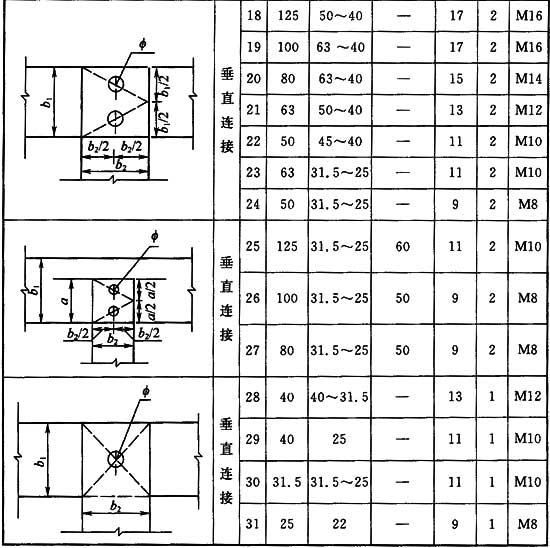 ϕ
b₁
b₁/2
b₁/2
b₂/2 b₂/2
b₂
垂直连接
18 125 50～40 — 17 2 M16
19 100 63～40 — 17 2 M16
20 80 63～40 — 15 2 M14
21 63 50～40 — 13 2 M12
22 50 45～40 — 11 2 M10
23 63 31.5～25 — 11 2 M10
24 50 31.5～25 — 9 2 M8
ϕ
b₁
a
a/2
a/2
b₂/2 b₂/2
b₂
垂直连接
25 125 31.5～25 60 11 2 M10
26 100 31.5～25 50 9 2 M8
27 80 31.5～25 50 9 2 M8
ϕ
b₁
b₂
垂直连接
28 40 40～31.5 — 13 1 M12
29 40 25 — 11 1 M10
30 31.5 31.5～25 — 11 1 M10
31 25 22 — 9 1 M8